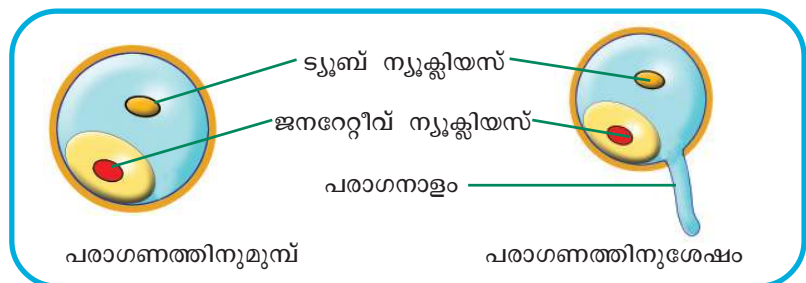 ട്യൂബ് ന്യൂക്ലിയസ്
ജനറേറ്റീവ് ന്യൂക്ലിയസ്
പരാഗനാളം
പരാഗണത്തിനുമുമ്പ്
പരാഗണത്തിനുശേഷം